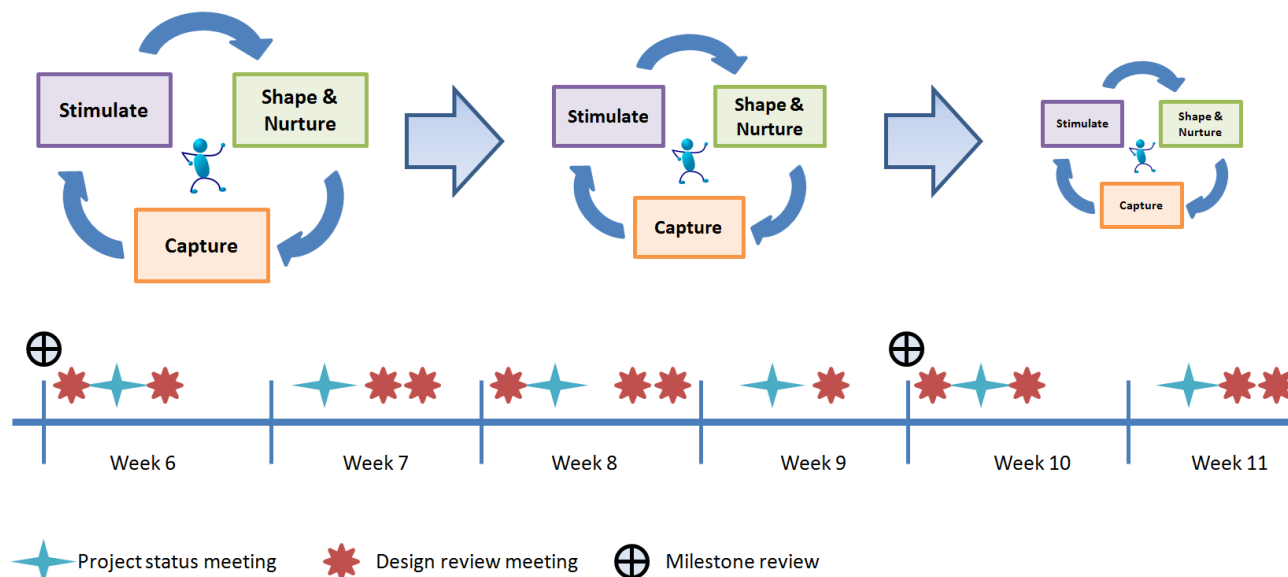 Stimulate
Shape &
Nurture
Capture
Stimulate
Shape &
Nurture
Capture
Stimulate
Shape &
Nurture
Capture
Week 6
Week 7
Week 8
Week 9
Week 10
Week 11
Project status meeting
Design review meeting
Milestone review